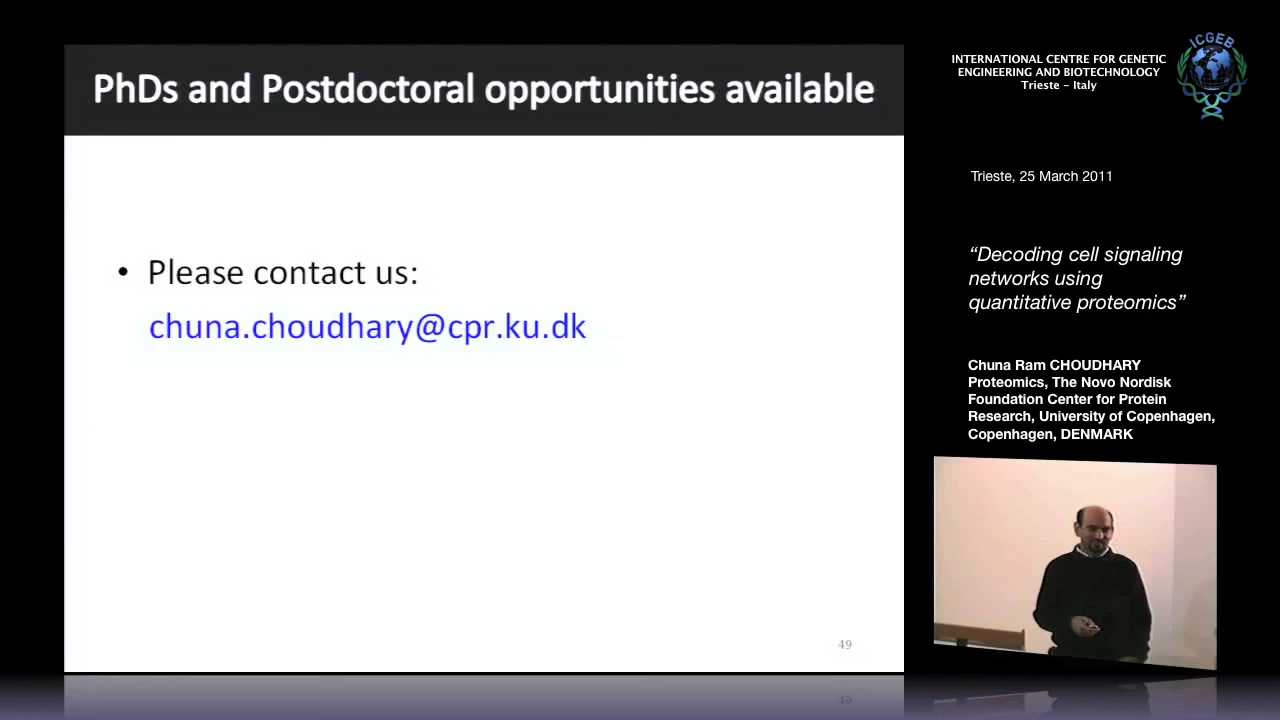 PhDs and Postdoctoral opportunities available
• Please contact us:
chuna.choudhary@cpr.ku.dk
49
INTERNATIONAL CENTRE FOR GENETIC
ENGINEERING AND BIOTECHNOLOGY
Trieste - Italy
ICGEB
Trieste, 25 March 2011
“Decoding cell signaling
networks using
quantitative proteomics”
Chuna Ram CHOUDHARY
Proteomics, The Novo Nordisk
Foundation Center for Protein
Research, University of Copenhagen,
Copenhagen, DENMARK